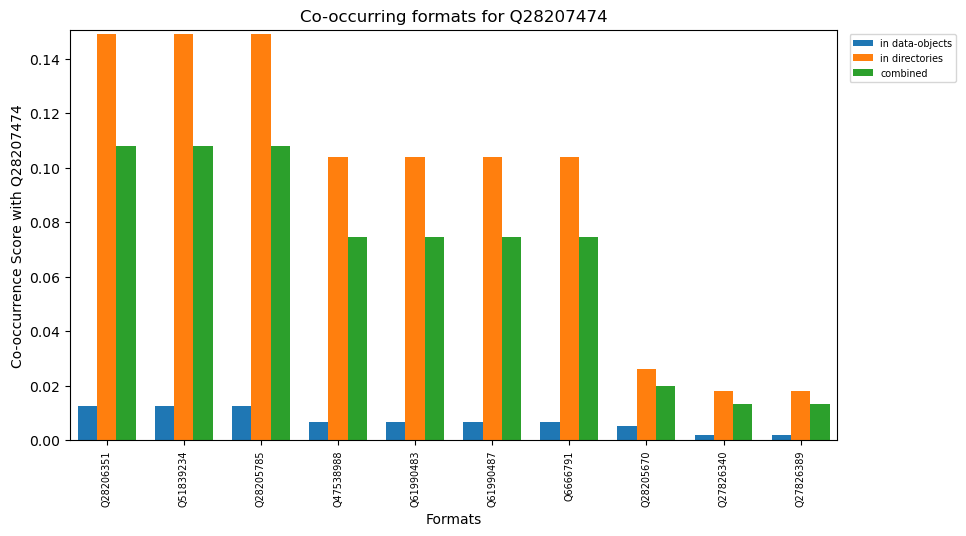 Co-occurring formats for Q28207474
in data-objects
in directories
combined
Co-occurrence Score with Q28207474
0.14
0.12
0.10
0.08
0.06
0.04
0.02
0.00
Q28206351
Q51839234
Q28205785
Q47538988
Q61990483
Q61990487
Q6666791
Q28205670
Q27826340
Q27826389
Formats